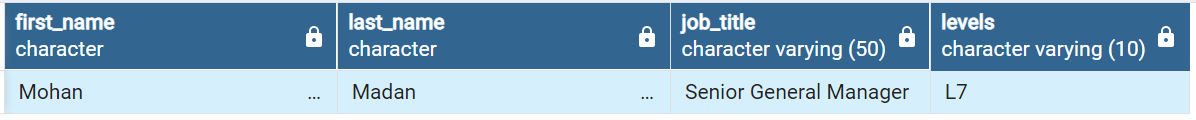 first_name last_name job_title levels
character character character varying (50) character varying (10)
Mohan ... Madan ... Senior General Manager L7